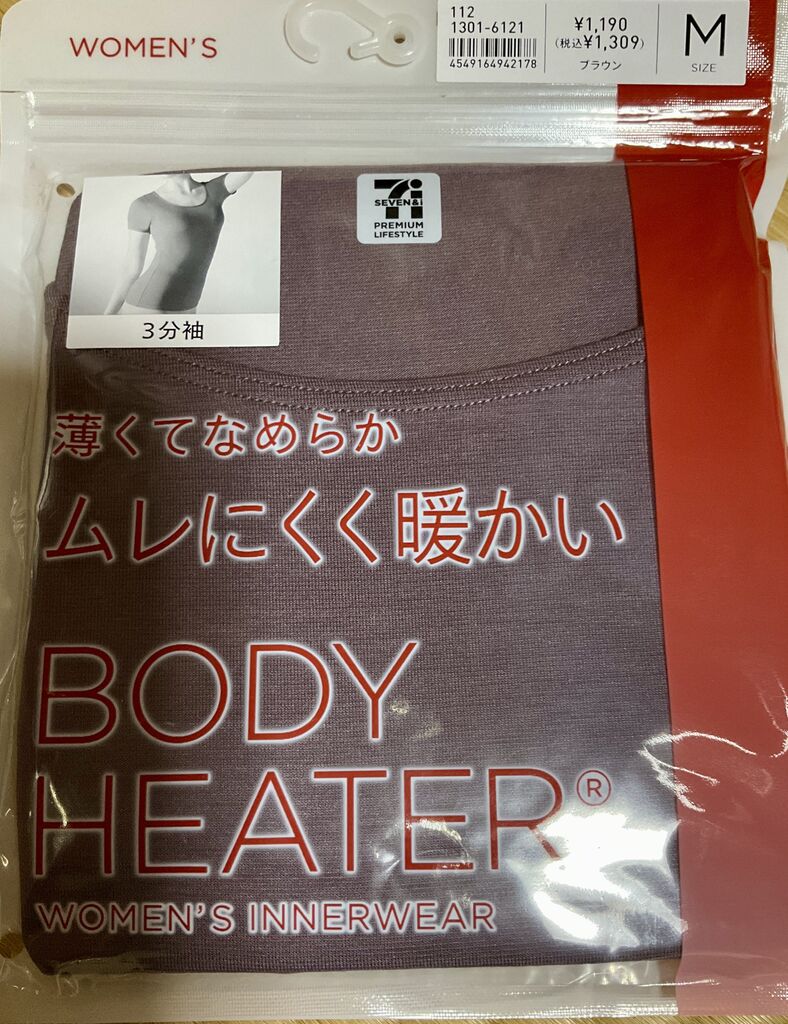 WOMEN'S
112
1301-6121
4549164942178
¥1,190
(税込¥1,309)
ブラウン
M
SIZE
7i
SEVEN&i
PREMIUM
LIFESTYLE
3分袖
薄くてなめらか
ムレにくく暖かい
BODY
HEATER®
WOMEN'S INNERWEAR